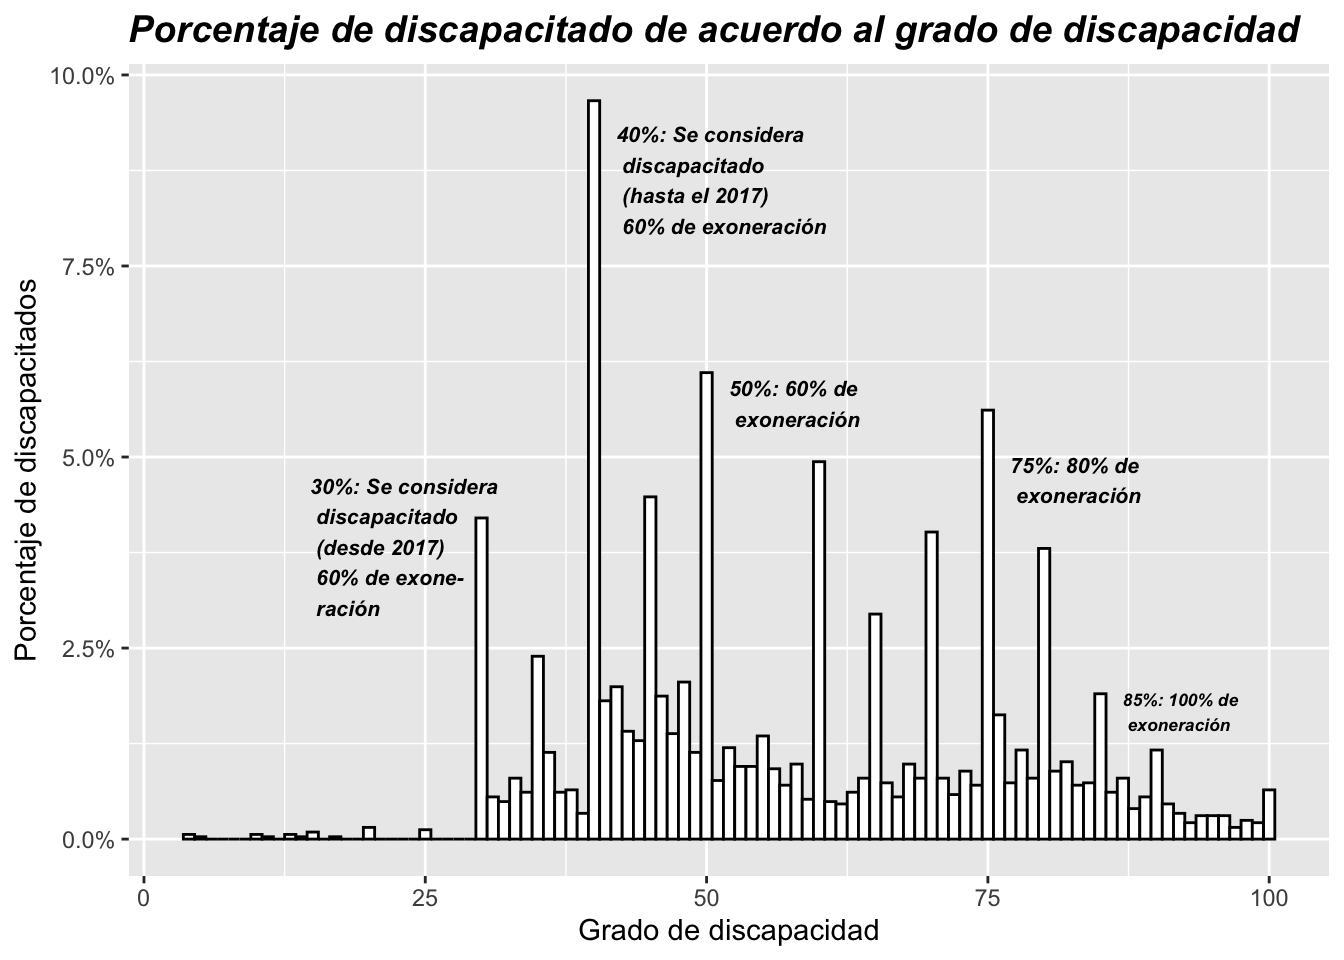 Porcentaje de discapacitado de acuerdo al grado de discapacidad
10.0%
7.5%
5.0%
2.5%
0.0%
Porcentaje de discapacitados
40%: Se considera
discapacitado
(hasta el 2017)
60% de exoneración
50%: 60% de
exoneración
75%: 80% de
exoneración
30%: Se considera
discapacitado
(desde 2017)
60% de exone-
ración
85%: 100% de
exoneración
0 25 50 75 100
Grado de discapacidad